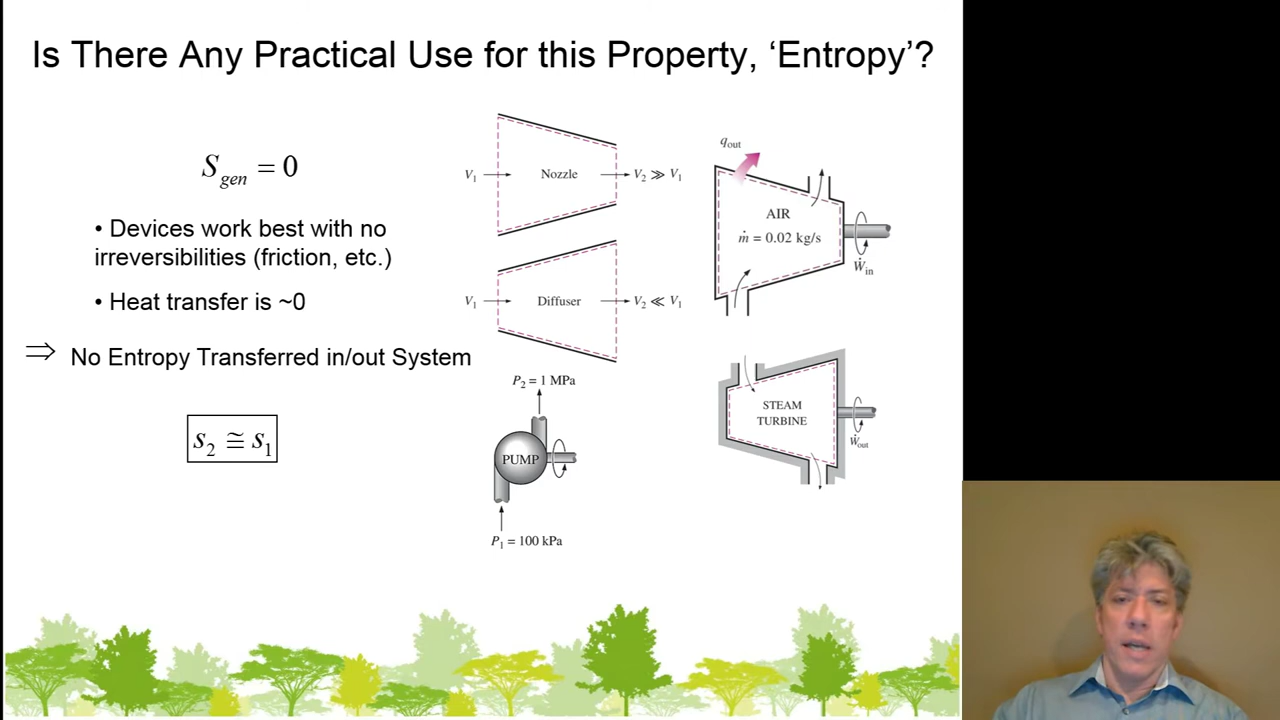 Is There Any Practical Use for this Property, ‘Entropy’?
S_gen = 0
• Devices work best with no
irreversibilities (friction, etc.)
• Heat transfer is ~0
⇒ No Entropy Transferred in/out System
s₂ ≅ s₁
V₁ Nozzle V₂ ≫ V₁
V₁ Diffuser V₂ ≪ V₁
P₂ = 1 MPa
PUMP
P₁ = 100 kPa
q_out
AIR
ṁ = 0.02 kg/s
Ẇ_in
STEAM
TURBINE
Ẇ_out